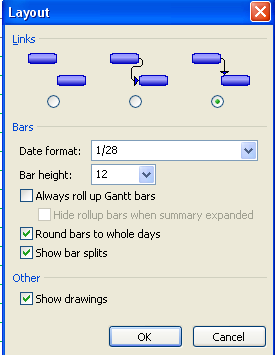 Layout
Links
Bars
Date format: 1/28
Bar height: 12
Always roll up Gantt bars
Hide rollup bars when summary expanded
Round bars to whole days
Show bar splits
Other
Show drawings
OK Cancel